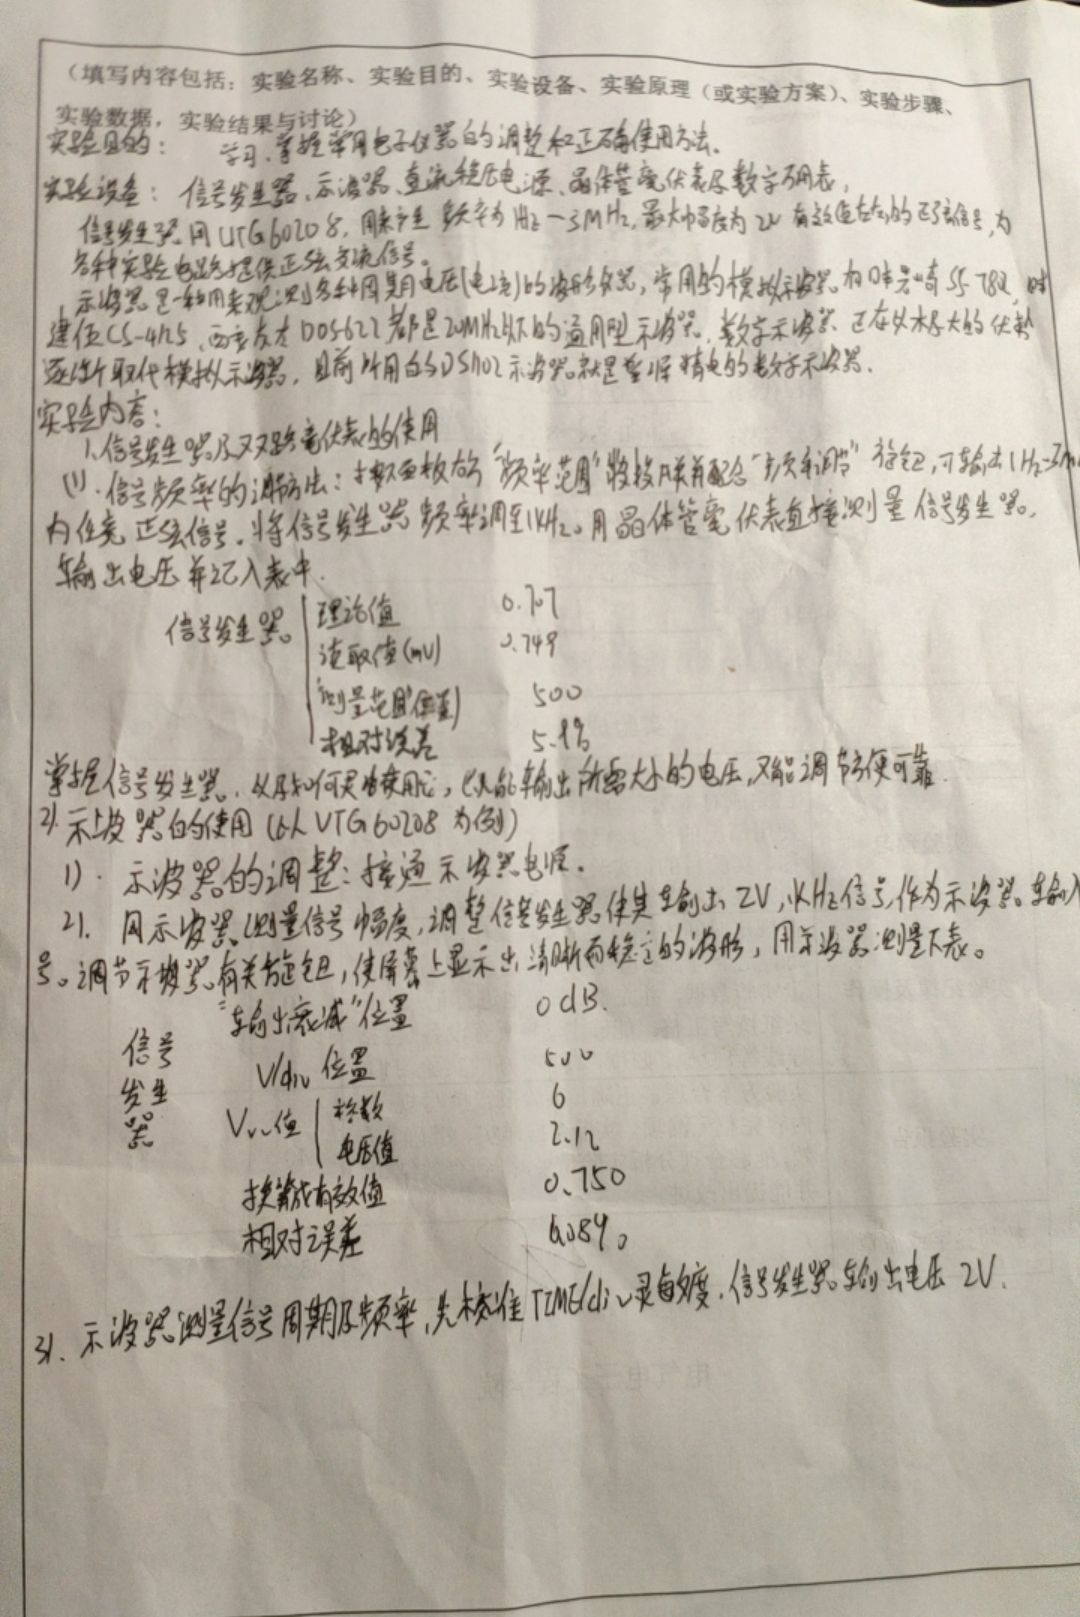 （填写内容包括：实验名称、实验目的、实验设备、实验原理（或实验方案）、实验步骤、
实验数据，实验结果与讨论）
实验目的： 学习、掌握常用电子仪器的调整和正确使用方法。
实验设备： 信号发生器、示波器、直流稳压电源、晶体管毫伏表及数字万用表，
信号发生器用UTG6020B，用来产生频率为1Hz—3MHz，最大幅度为2V有效值左右的正弦信号，为
各种实验电路提供正弦交流信号。
示波器是一种用来观测各种周期电压(电流)的波形仪器，常用的模拟示波器有日本岩崎SS-7802，
建伍CS-4125、DOS622都是20MHz以下的通用型示波器，数字示波器正在以
逐渐取代模拟示波器，目前所用的DS1102示波器就是精电的数字示波器。
实验内容：
1.信号发生器及双路毫伏表的使用
(1).信号频率的调节方法：按面板右方“频率范围”波段开关并配合“频率调节”旋钮，可输出1Hz-3M
内任意正弦信号。将信号发生器频率调至1KHz。用晶体管毫伏表直接测量信号发生器
输出电压并记入表中.
信号发生器 理论值 0.707
读取值(mV) 0.749
“测量范围”位置) 500
相对误差 5.9%
掌握信号发生器，以及如何灵活使用它，使其能输出所需大小的电压，又能调节方便可靠
2).示波器的使用(以UTG6020B为例)
1). 示波器的调整：接通示波器电源。
2). 用示波器测量信号幅度，调整信号发生器使其输出2V，1KHz信号，作为示波器输入
号。调节示波器有关旋钮，使屏幕上显示出清晰而稳定的波形，用示波器测量下表。
信号发生器 “输出衰减”位置 0dB.
V/div 位置 500
值 格数 6
电压值 2.12
换算成有效值 0.750
相对误差 6.08%
3). 示波器测量信号周期及频率，先校准TIME/div灵敏度，信号发生器输出电压2V.